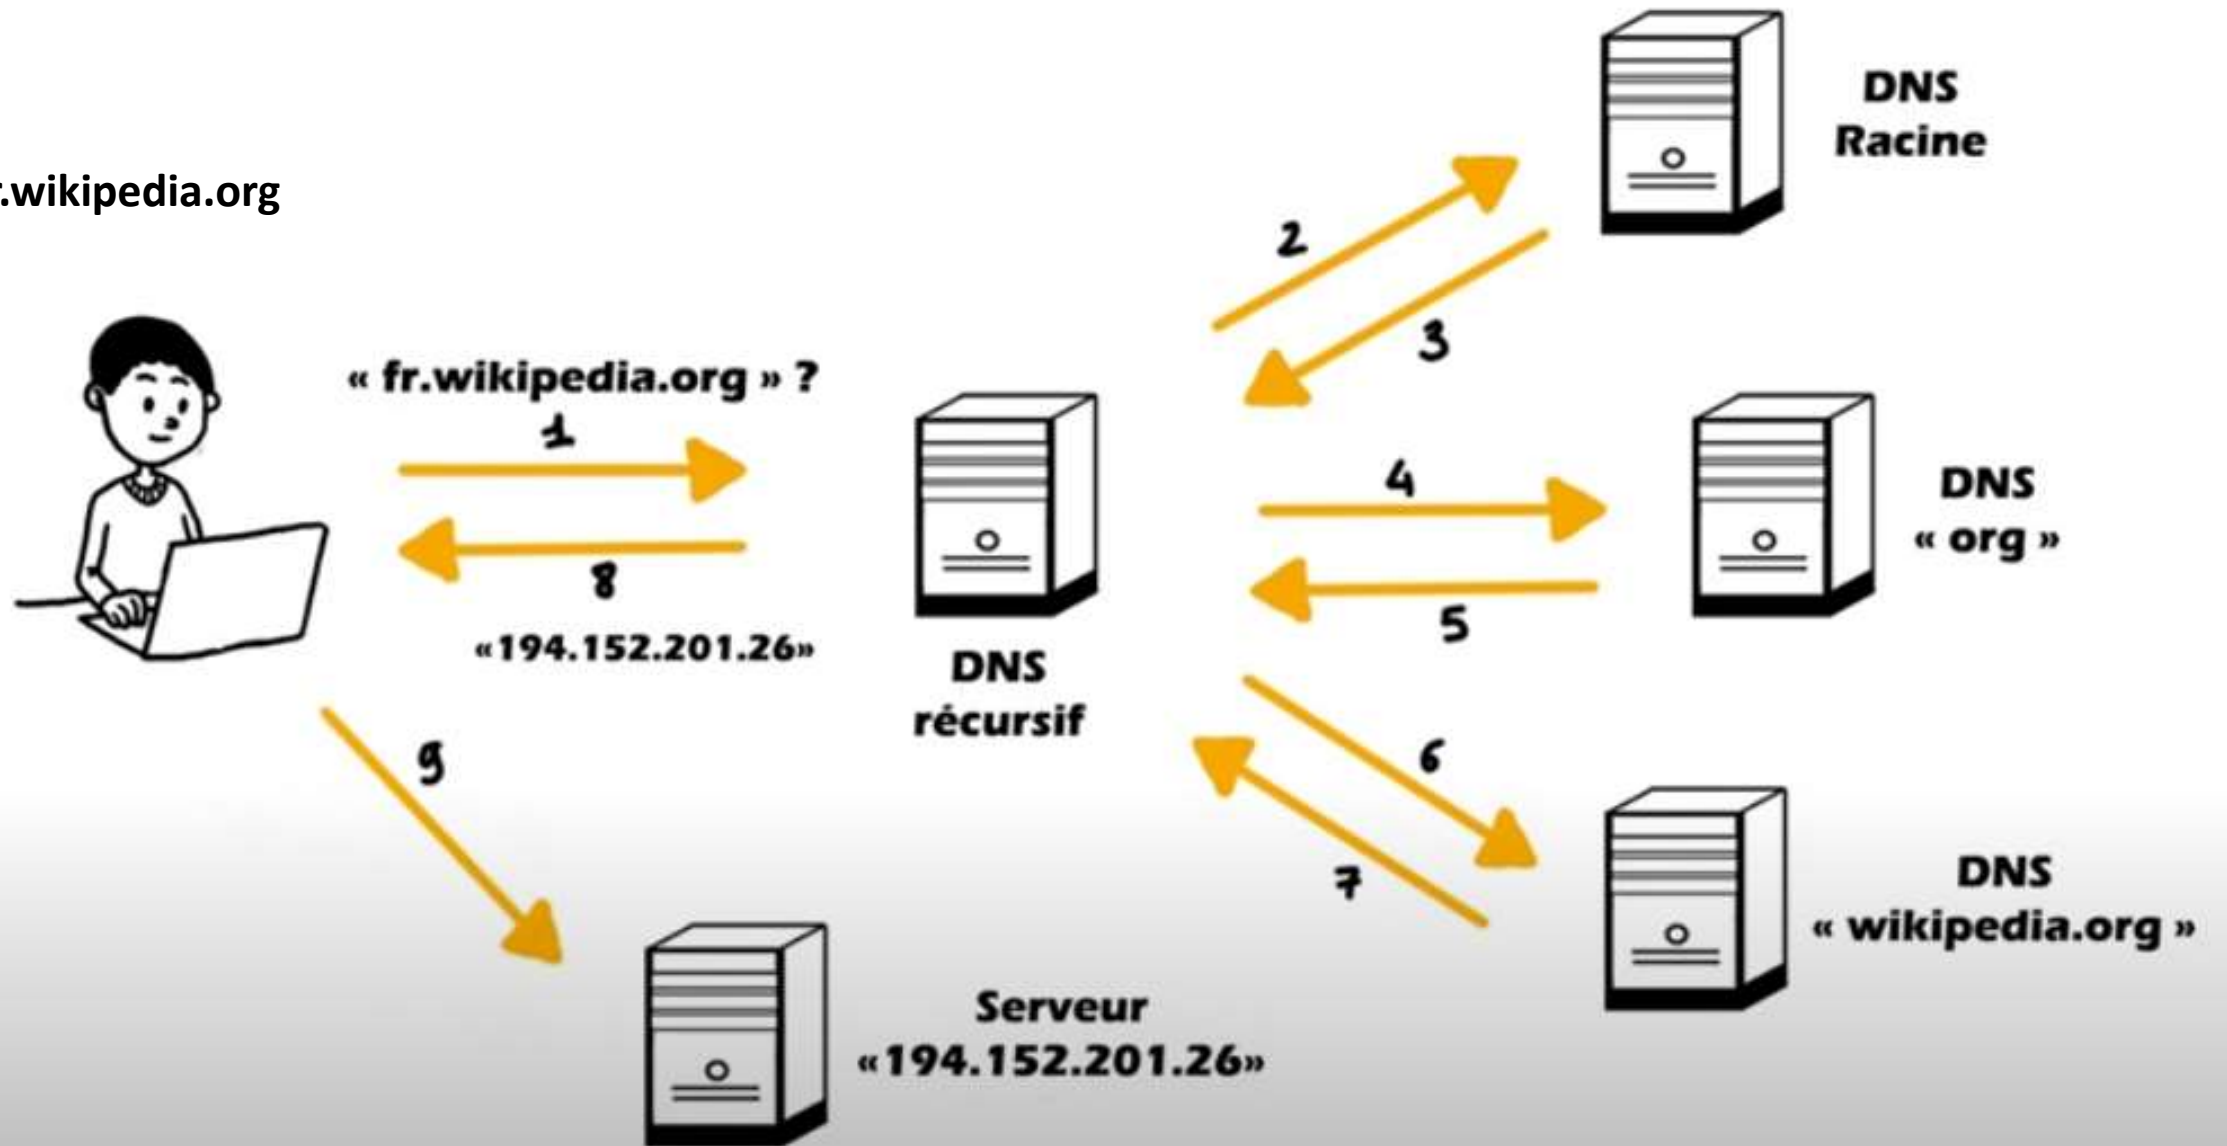 .wikipedia.org
DNS
Racine
2
3
« fr.wikipedia.org » ?
1
8
«194.152.201.26»
DNS
récursif
4
5
DNS
« org »
6
7
DNS
« wikipedia.org »
9
Serveur
«194.152.201.26»